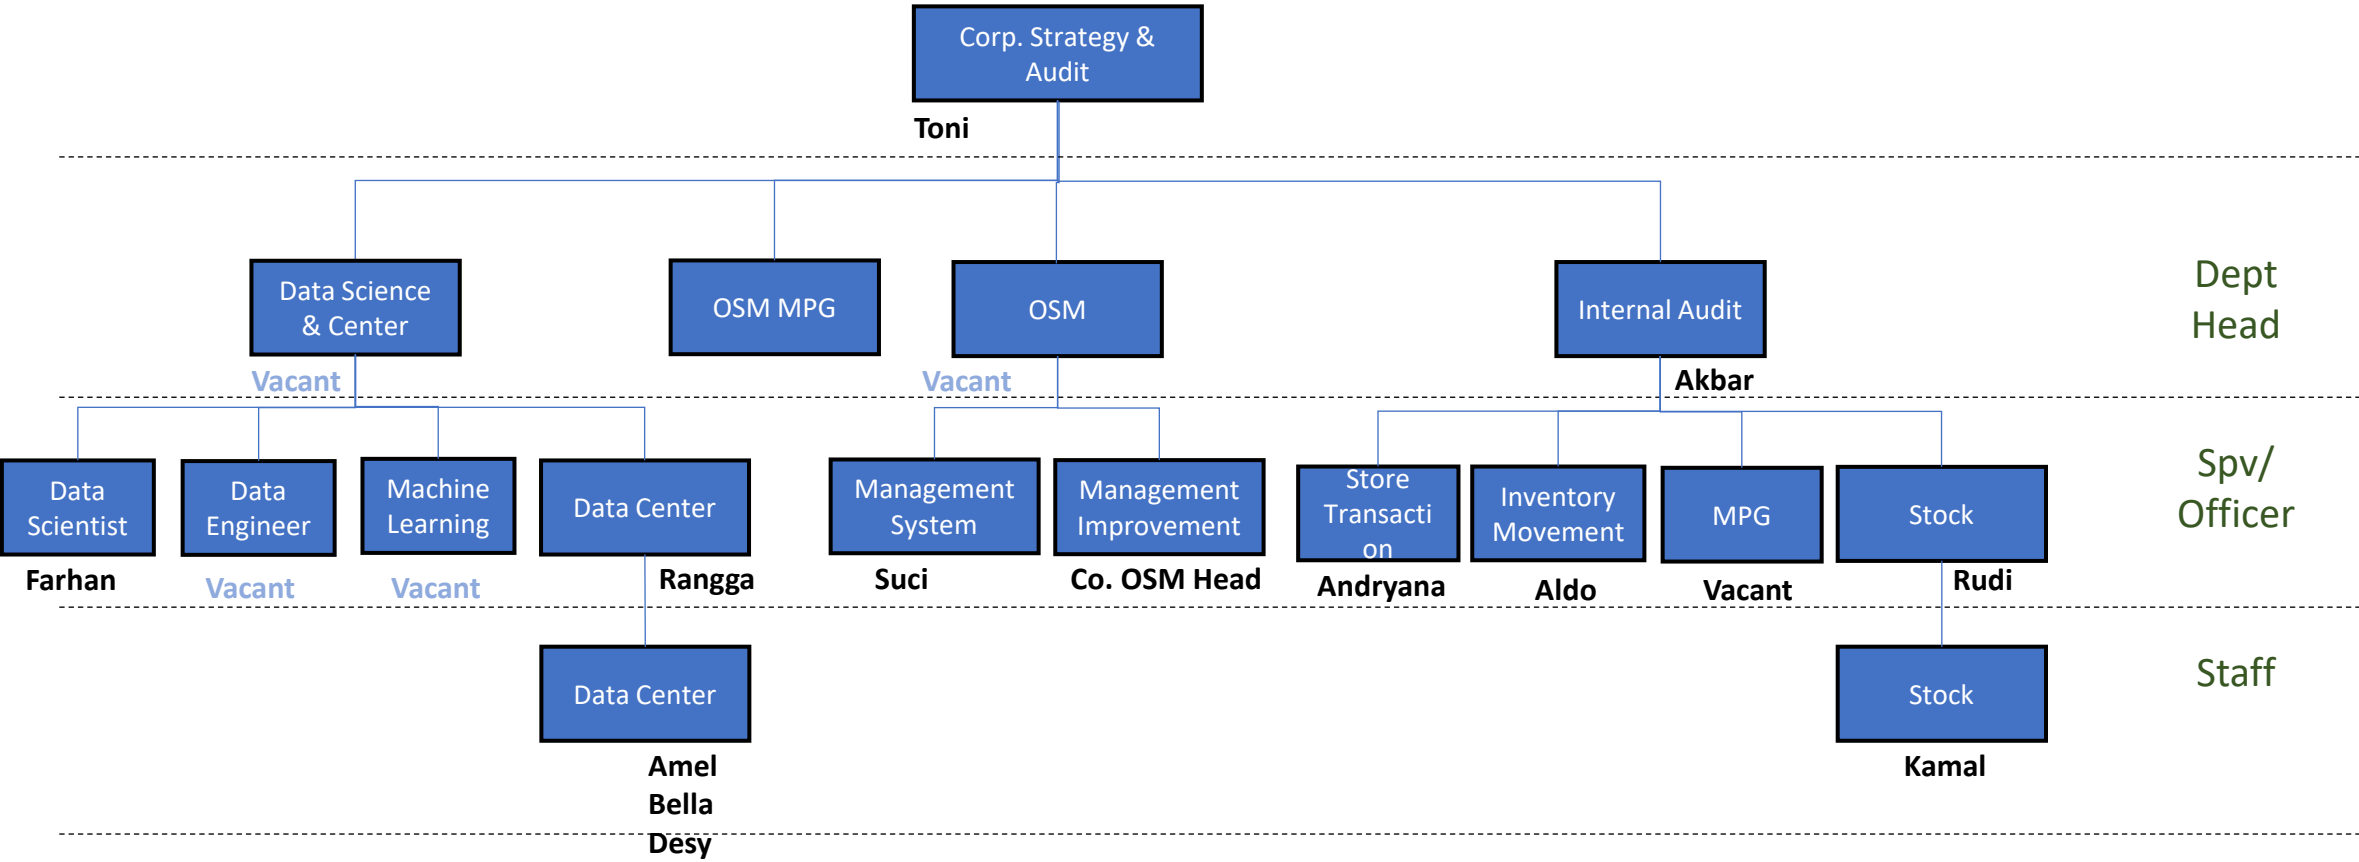 Corp. Strategy &
Audit
Toni
Data Science
& Center
OSM MPG
OSM
Internal Audit
Dept
Head
Vacant
Vacant
Akbar
Data
Scientist
Data
Engineer
Machine
Learning
Data Center
Management
System
Management
Improvement
Store
Transacti
on
Inventory
Movement
MPG
Stock
Spv/
Officer
Farhan
Vacant
Vacant
Rangga
Suci
Co. OSM Head
Andryana
Aldo
Vacant
Rudi
Data Center
Stock
Staff
Amel
Bella
Desy
Kamal